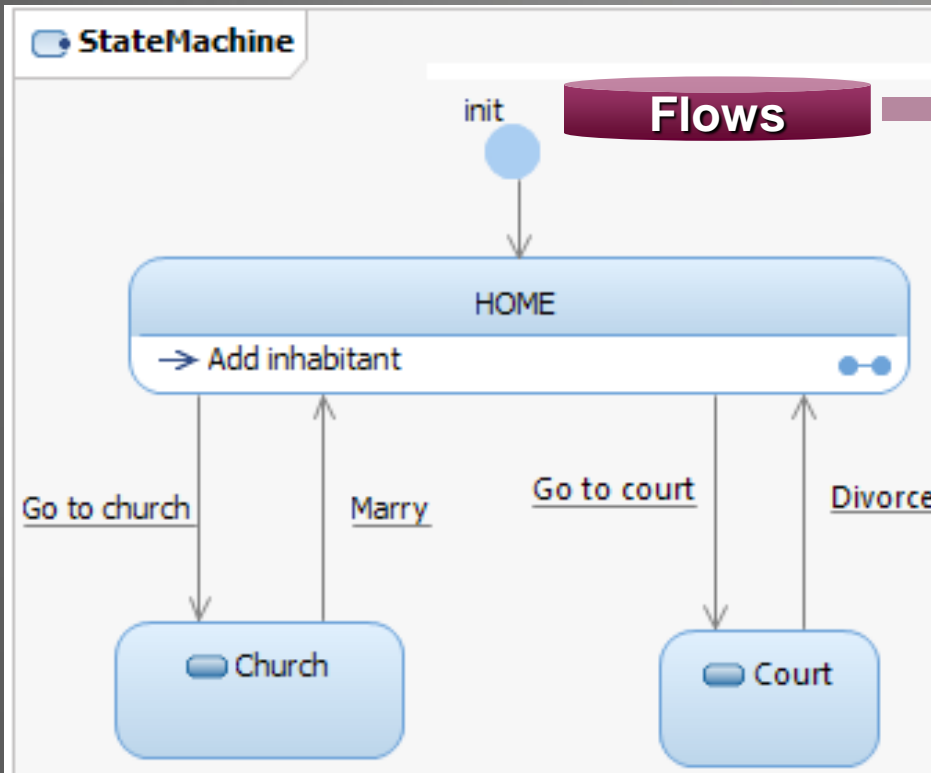 StateMachine
init
Flows
HOME
Add inhabitant
Go to church
Marry
Go to court
Divorce
Church
Court